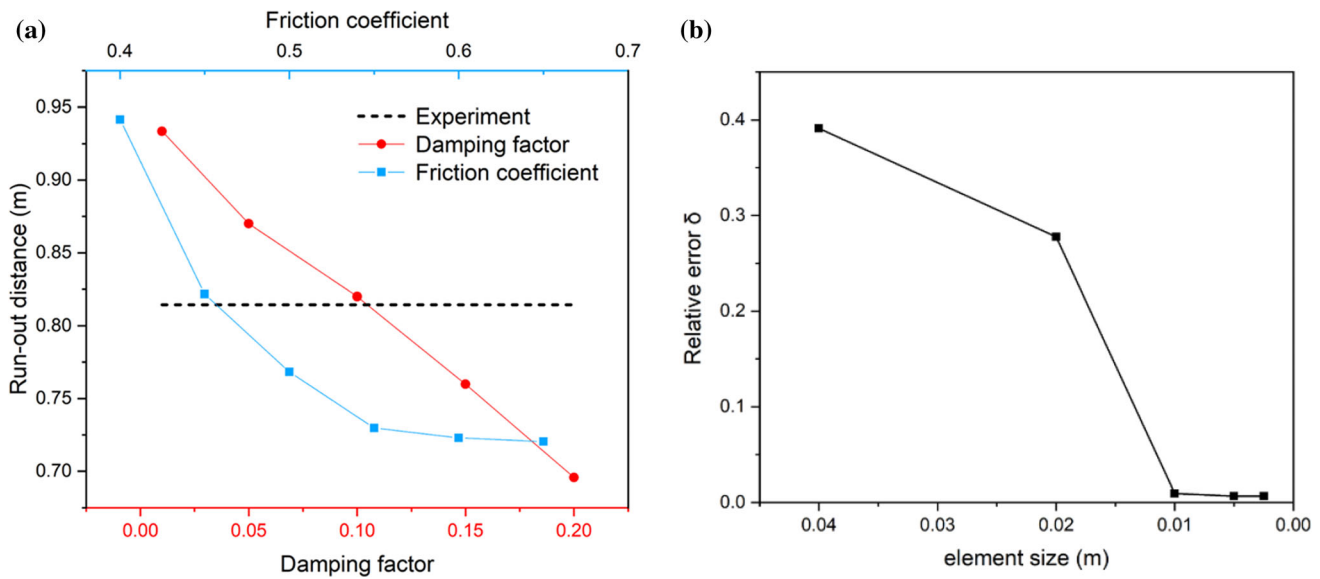 (a)
Friction coefficient
0.4 0.5 0.6 0.7
0.95
0.90
0.85
0.80
0.75
0.70
Run-out distance (m)
Experiment
Damping factor
Friction coefficient
0.00 0.05 0.10 0.15 0.20
Damping factor
(b)
0.4
0.3
0.2
0.1
0.0
Relative error δ
0.04 0.03 0.02 0.01 0.00
element size (m)